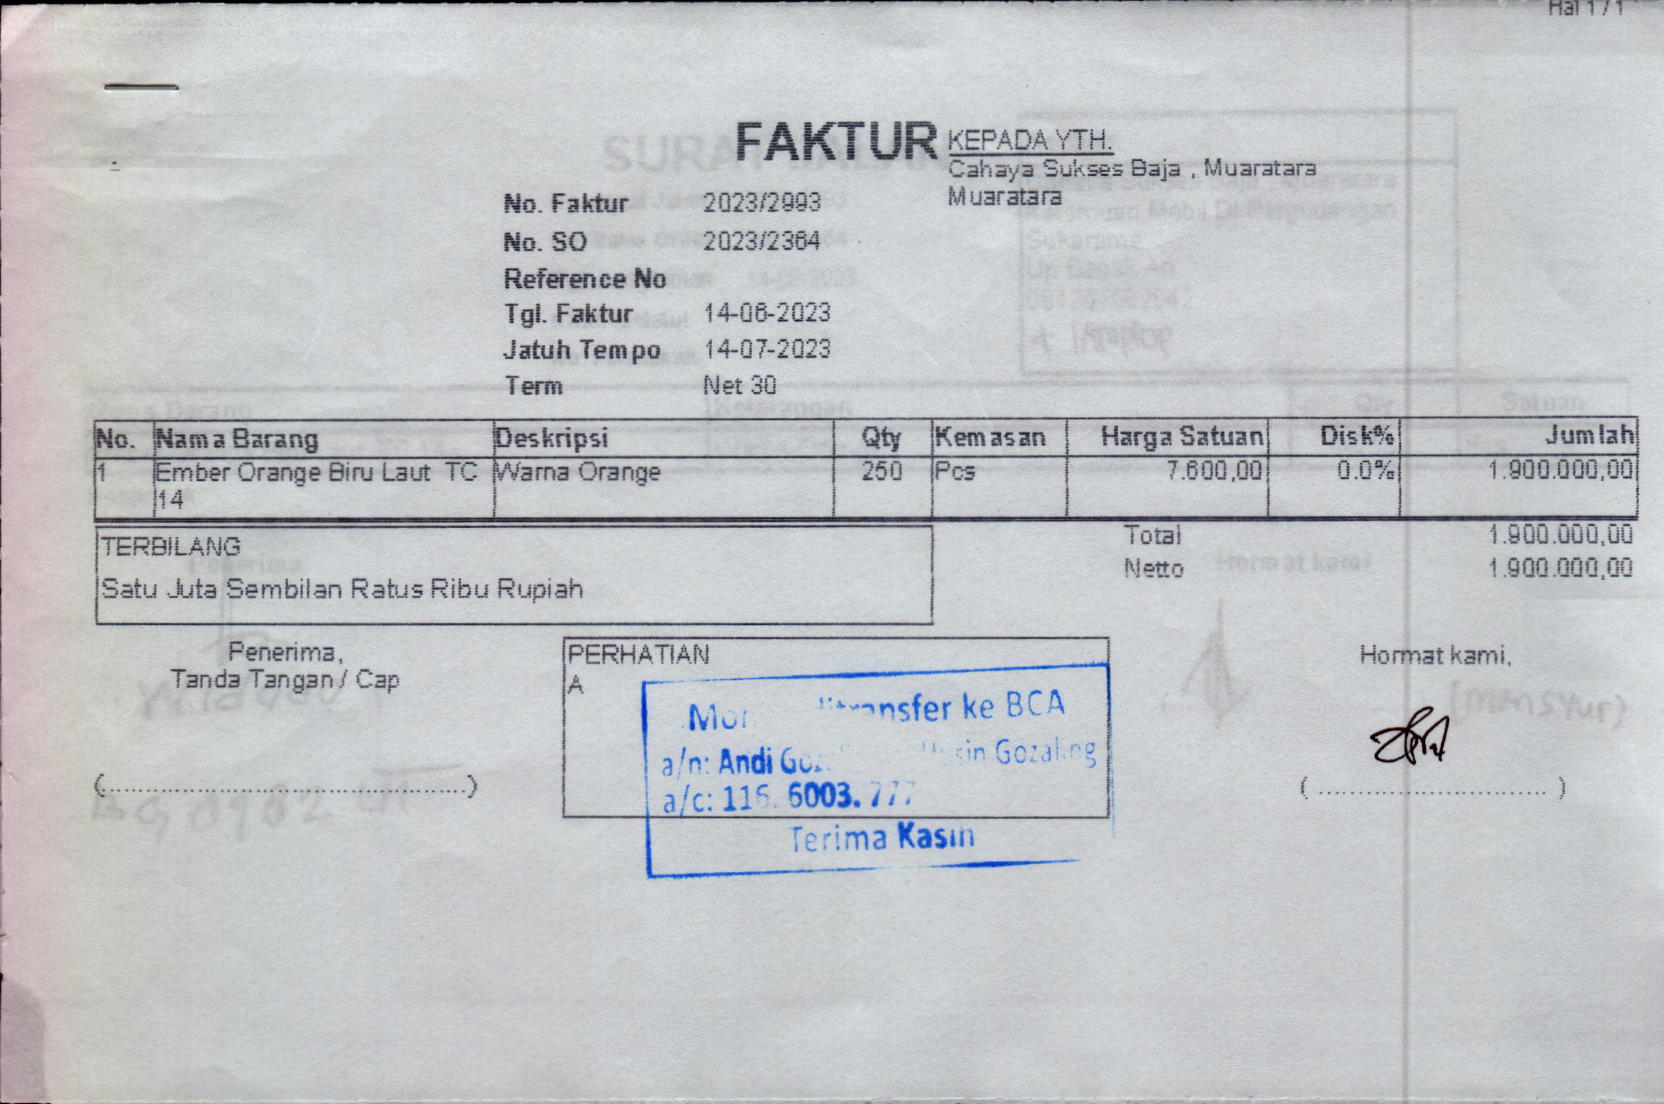 Hal 1 / 1
FAKTUR
KEPADA YTH.
Cahaya Sukses Baja , Muaratara
Muaratara
No. Faktur 2023/2993
No. SO 2023/2364
Reference No
Tgl. Faktur 14-06-2023
Jatuh Tempo 14-07-2023
Term Net 30
No. Nama Barang Deskripsi Qty Kemasan Harga Satuan Disk% Jumlah
1 Ember Orange Biru Laut TC 14 Warna Orange 250 Pcs 7.600,00 0.0% 1.900.000,00
Total 1.900.000,00
Netto 1.900.000,00
TERBILANG
Satu Juta Sembilan Ratus Ribu Rupiah
Penerima,
Tanda Tangan / Cap
PERHATIAN
A
ke BCA
a/n: Andi Gozaling
a/c: 116. 6003. 777
Terima Kasih
Hormat kami,